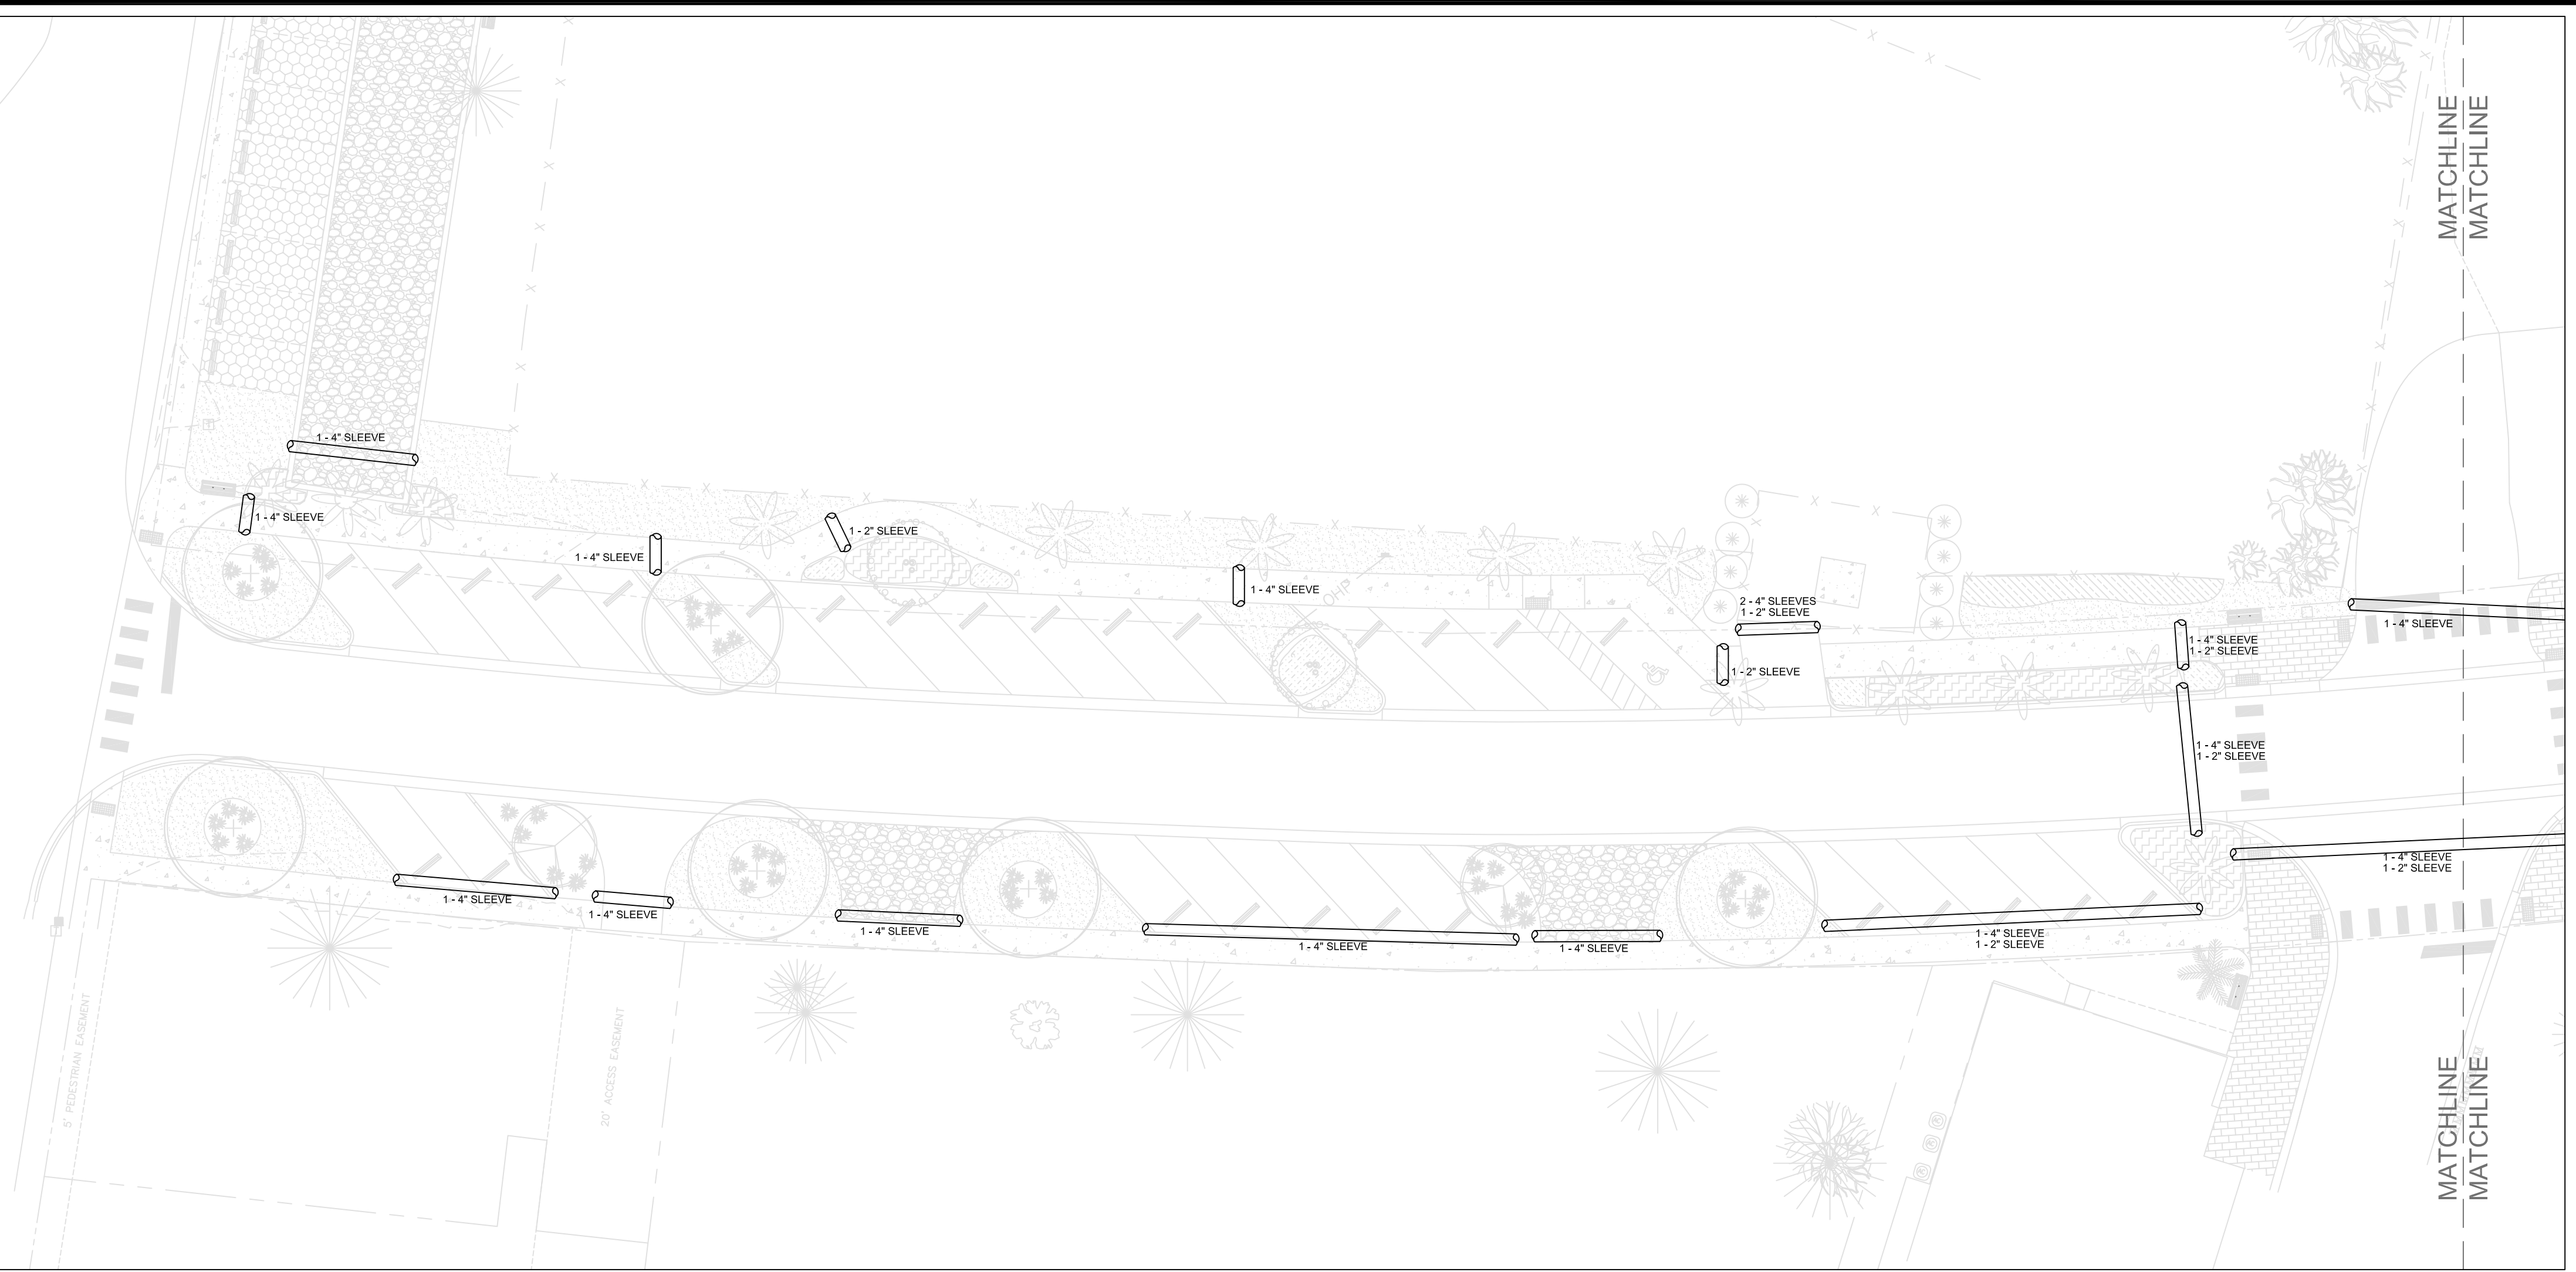 MATCHLINE
MATCHLINE
1 - 4" SLEEVE
1 - 4" SLEEVE
1 - 4" SLEEVE
1 - 2" SLEEVE
1 - 4" SLEEVE
OHP
2 - 4" SLEEVES
1 - 2" SLEEVE
1 - 2" SLEEVE
1 - 4" SLEEVE
1 - 2" SLEEVE
1 - 4" SLEEVE
1 - 4" SLEEVE
1 - 2" SLEEVE
1 - 4" SLEEVE
1 - 2" SLEEVE
1 - 4" SLEEVE
1 - 4" SLEEVE
1 - 4" SLEEVE
1 - 4" SLEEVE
1 - 4" SLEEVE
1 - 4" SLEEVE
1 - 2" SLEEVE
5' PEDESTRIAN EASEMENT
20' ACCESS EASEMENT
MATCHLINE
MATCHLINE